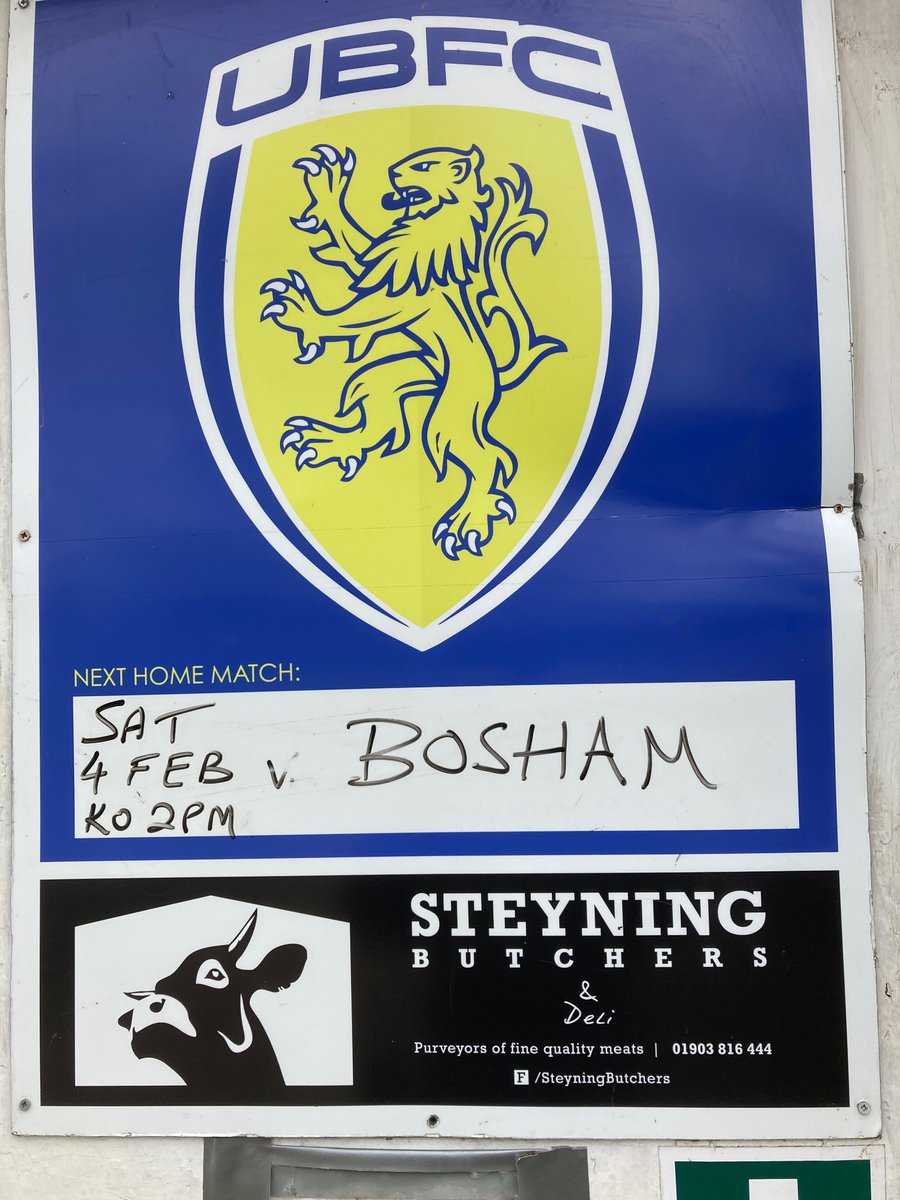 UBFC
NEXT HOME MATCH:
SAT
4 FEB v. BOSHAM
KO 2PM
STEYNING
BUTCHERS
&
Deli
Purveyors of fine quality meats | 01903 816 444
F /SteyningButchers